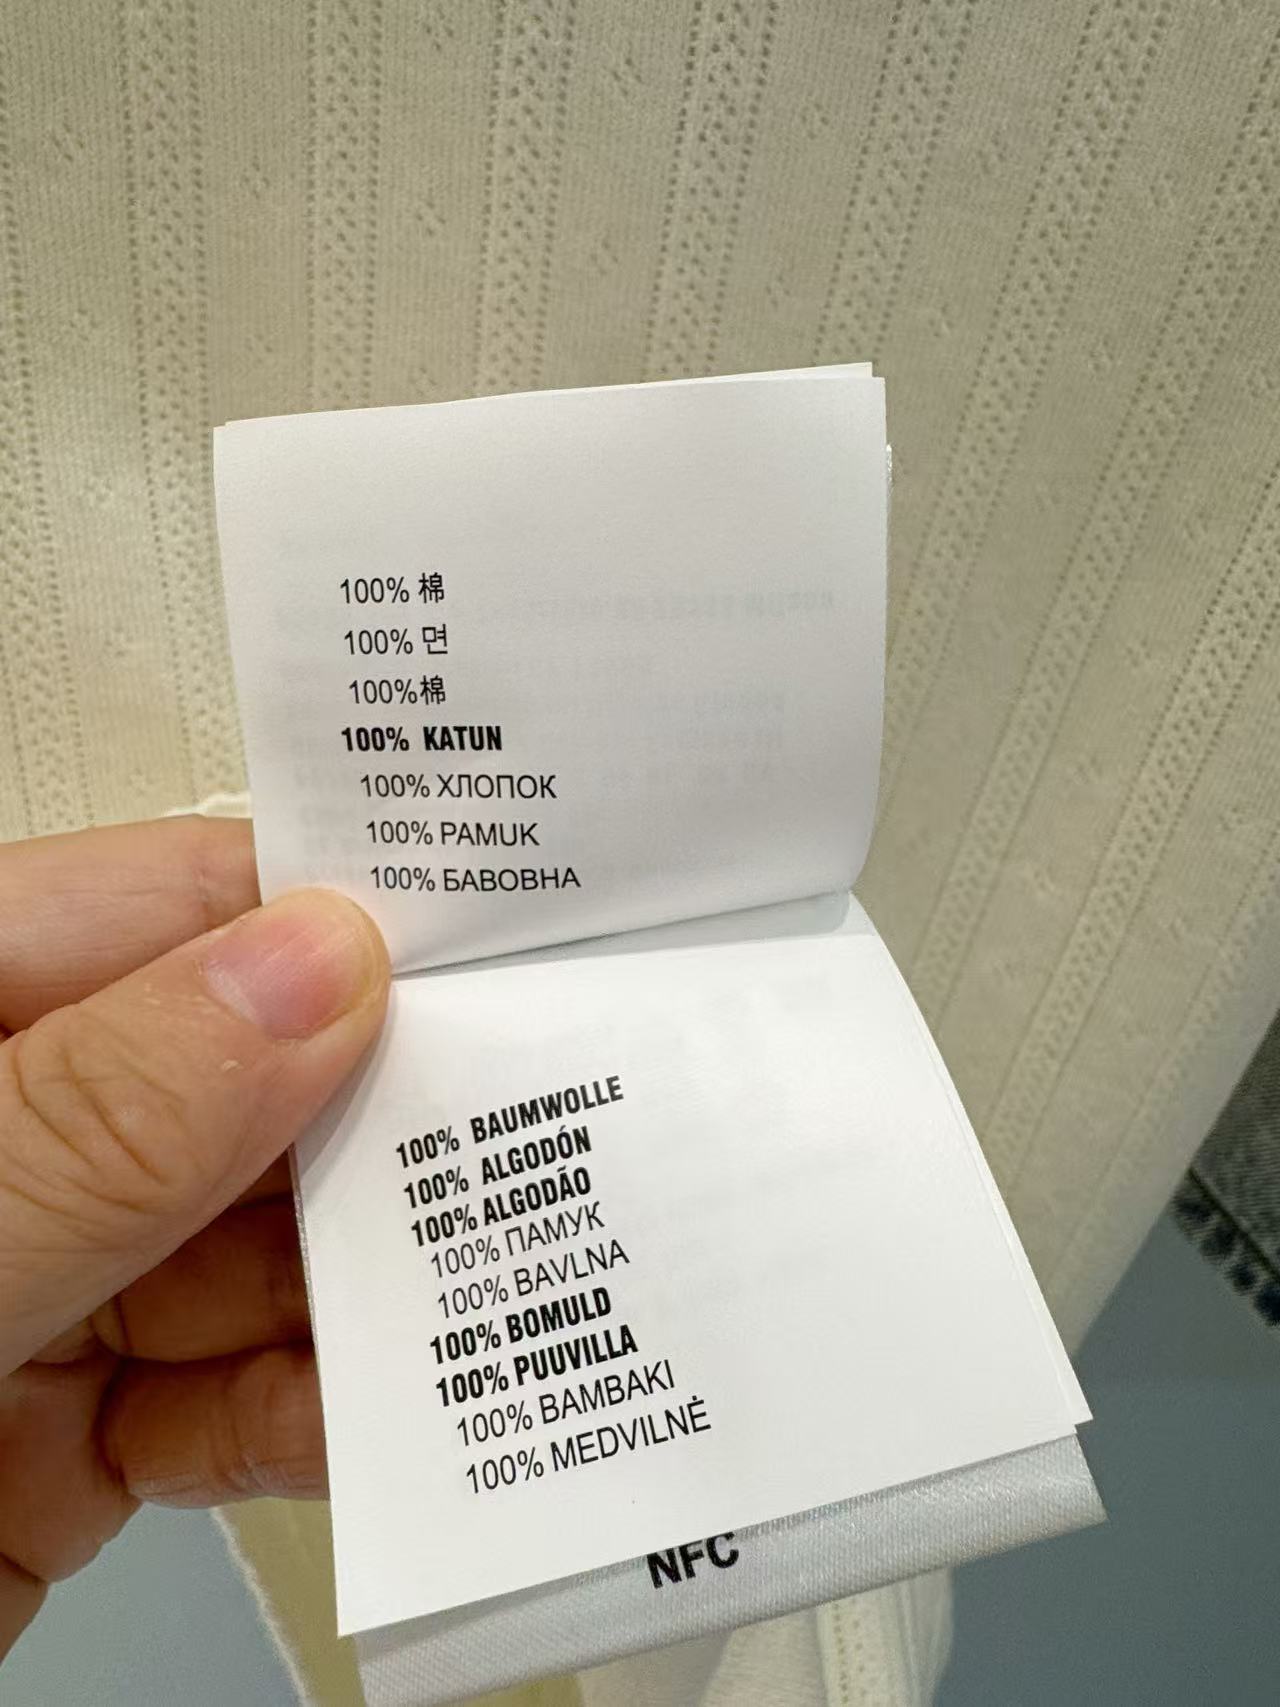 100% 棉
100% 면
100%棉
100% KATUN
100% ХЛОПОК
100% PAMUK
100% БАВОВНА
100% BAUMWOLLE
100% ALGODÓN
100% ALGODÃO
100% ПАМУК
100% BAVLNA
100% BOMULD
100% PUUVILLA
100% BAMBAKI
100% MEDVILNĖ
NFC